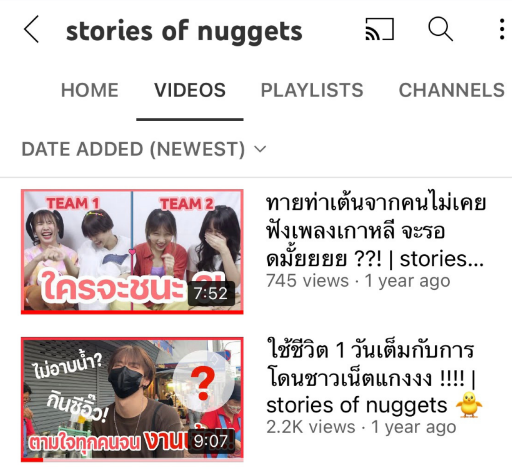 stories of nuggets
HOME VIDEOS PLAYLISTS CHANNELS
DATE ADDED (NEWEST)
TEAM 1 TEAM 2
ใครจะชนะ ?!
7:52
ทายท่าเต้นจากคนไม่เคย
ฟังเพลงเกาหลี จะรอ
ดมั้ยยยย ??! | stories...
745 views · 1 year ago
ไม่อาบน้ำ?
กินซีอิ๊ว!
?
ตามใจทุกคนจน
9:07
ใช้ชีวิต 1 วันเต็มกับการ
โดนชาวเน็ตแกงงง !!!! |
stories of nuggets 🐥
2.2K views · 1 year ago